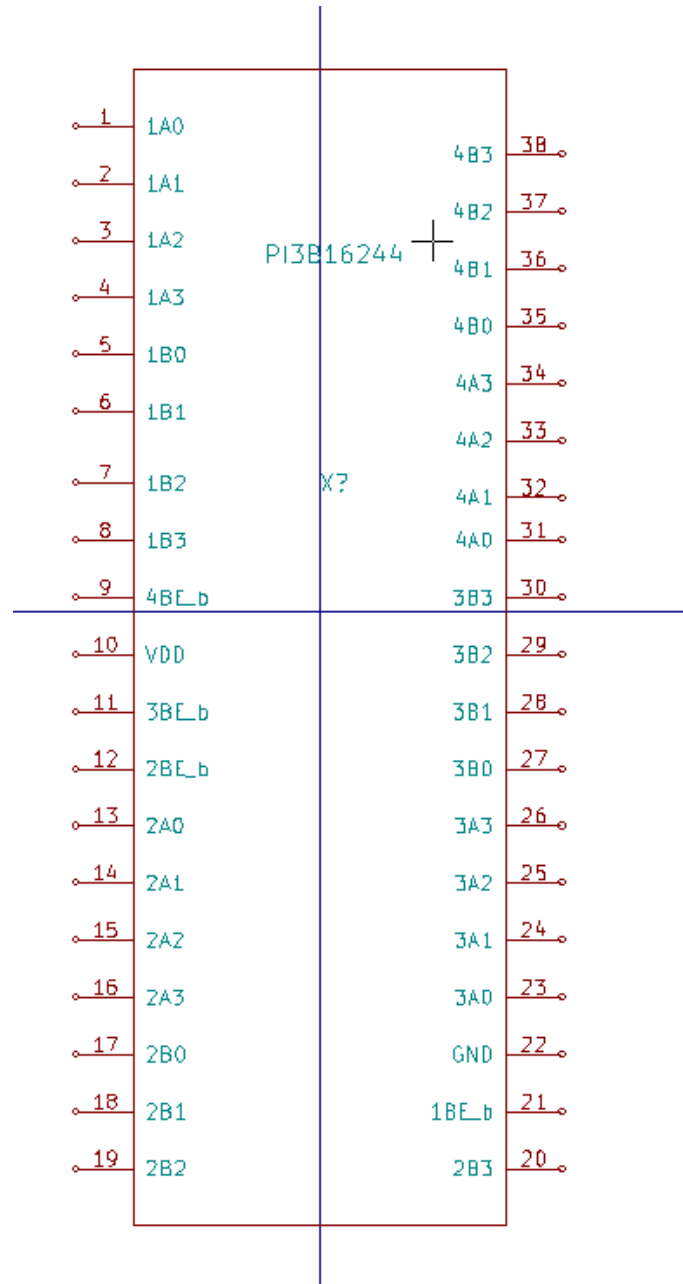 1 1A0
4B3 38
2 1A1
4B2 37
3 1A2
PI3B16244
4B1 36
4 1A3
4B0 35
5 1B0
4A3 34
6 1B1
4A2 33
7 1B2
X?
4A1 32
8 1B3
4A0 31
9 4BE_b
3B3 30
10 VDD
3B2 29
11 3BE_b
3B1 28
12 2BE_b
3B0 27
13 2A0
3A3 26
14 2A1
3A2 25
15 2A2
3A1 24
16 2A3
3A0 23
17 2B0
GND 22
18 2B1
1BE_b 21
19 2B2
2B3 20